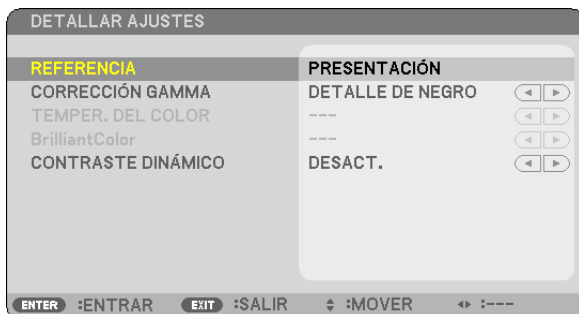 DETALLAR AJUSTES
REFERENCIA PRESENTACIÓN
CORRECCIÓN GAMMA DETALLE DE NEGRO
TEMPER. DEL COLOR ---
BrilliantColor ---
CONTRASTE DINÁMICO DESACT.
ENTER :ENTRAR EXIT :SALIR :MOVER :---